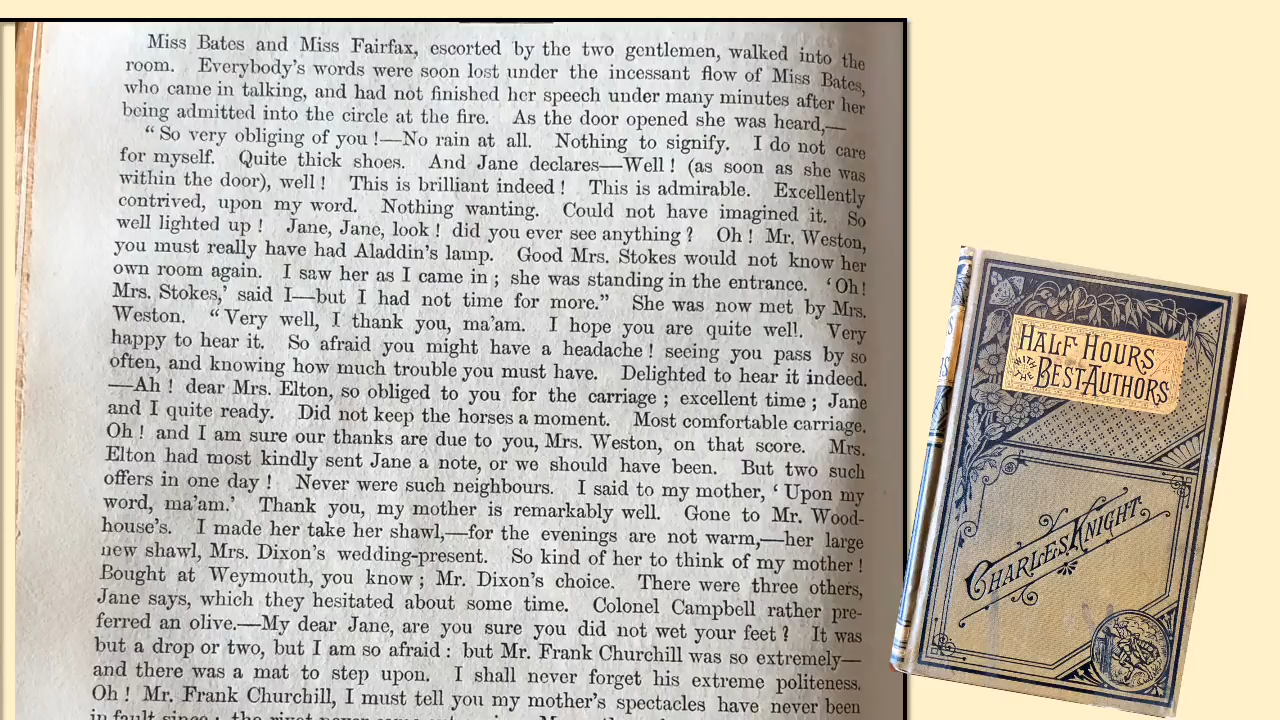 Miss Bates and Miss Fairfax, escorted by the two gentlemen, walked into the
room. Everybody's words were soon lost under the incessant flow of Miss Bates,
who came in talking, and had not finished her speech under many minutes after her
being admitted into the circle at the fire. As the door opened she was heard,—
“So very obliging of you!—No rain at all. Nothing to signify. I do not care
for myself. Quite thick shoes. And Jane declares—Well! (as soon as she was
within the door), well! This is brilliant indeed! This is admirable. Excellently
contrived, upon my word. Nothing wanting. Could not have imagined it. So
well lighted up! Jane, Jane, look! did you ever see anything? Oh! Mr. Weston,
you must really have had Aladdin's lamp. Good Mrs. Stokes would not know her
own room again. I saw her as I came in; she was standing in the entrance. ‘Oh!
Mrs. Stokes,’ said I—but I had not time for more.” She was now met by Mrs.
Weston. “Very well, I thank you, ma'am. I hope you are quite well. Very
happy to hear it. So afraid you might have a headache! seeing you pass by so
often, and knowing how much trouble you must have. Delighted to hear it indeed.
—Ah! dear Mrs. Elton, so obliged to you for the carriage; excellent time; Jane
and I quite ready. Did not keep the horses a moment. Most comfortable carriage.
Oh! and I am sure our thanks are due to you, Mrs. Weston, on that score. Mrs.
Elton had most kindly sent Jane a note, or we should have been. But two such
offers in one day! Never were such neighbours. I said to my mother, ‘Upon my
word, ma'am.’ Thank you, my mother is remarkably well. Gone to Mr. Wood-
house's. I made her take her shawl,—for the evenings are not warm,—her large
new shawl, Mrs. Dixon's wedding-present. So kind of her to think of my mother!
Bought at Weymouth, you know; Mr. Dixon's choice. There were three others,
Jane says, which they hesitated about some time. Colonel Campbell rather pre-
ferred an olive.—My dear Jane, are you sure you did not wet your feet? It was
but a drop or two, but I am so afraid: but Mr. Frank Churchill was so extremely—
and there was a mat to step upon. I shall never forget his extreme politeness.
Oh! Mr. Frank Churchill, I must tell you my mother's spectacles have never been
in fault since; the rivet never
HALF HOURS
WITH THE BEST AUTHORS
CHARLES KNIGHT